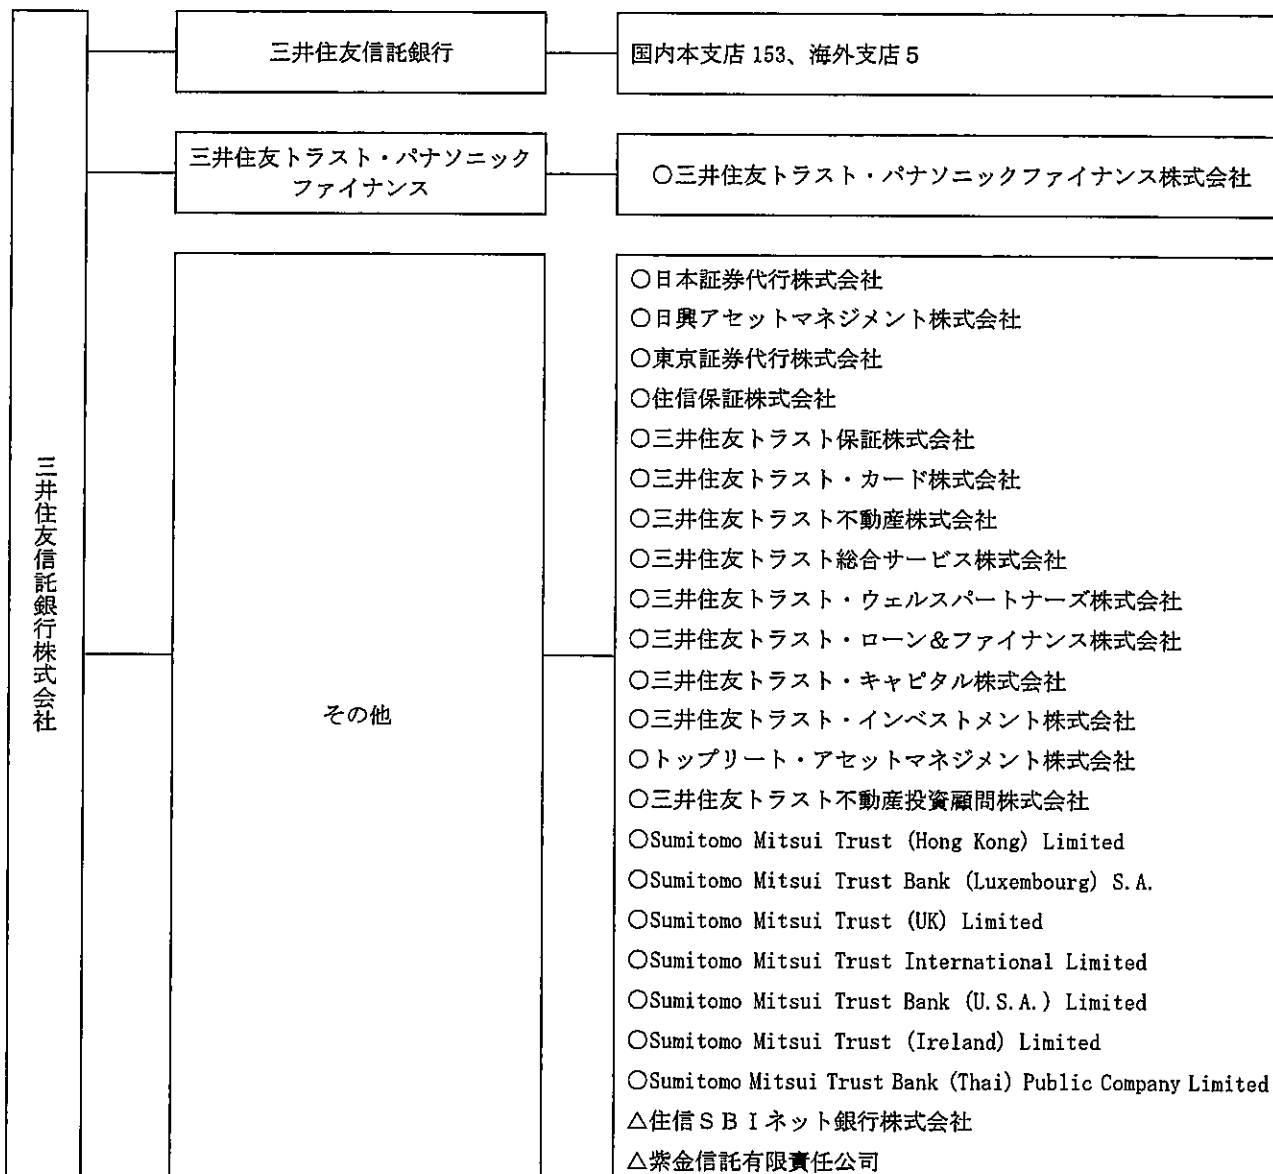 三井住友信託銀行株式会社
三井住友信託銀行
国内本支店 153、海外支店5
三井住友トラスト・パナソニック
ファイナンス
○三井住友トラスト・パナソニックファイナンス株式会社
その他
○日本証券代行株式会社
○日興アセットマネジメント株式会社
○東京証券代行株式会社
○住信保証株式会社
○三井住友トラスト保証株式会社
○三井住友トラスト・カード株式会社
○三井住友トラスト不動産株式会社
○三井住友トラスト総合サービス株式会社
○三井住友トラスト・ウェルスパートナーズ株式会社
○三井住友トラスト・ローン&ファイナンス株式会社
○三井住友トラスト・キャピタル株式会社
○三井住友トラスト・インベストメント株式会社
○トップリート・アセットマネジメント株式会社
○三井住友トラスト不動産投資顧問株式会社
○Sumitomo Mitsui Trust (Hong Kong) Limited
○Sumitomo Mitsui Trust Bank (Luxembourg) S.A.
○Sumitomo Mitsui Trust (UK) Limited
○Sumitomo Mitsui Trust International Limited
○Sumitomo Mitsui Trust Bank (U.S.A.) Limited
○Sumitomo Mitsui Trust (Ireland) Limited
○Sumitomo Mitsui Trust Bank (Thai) Public Company Limited
△住信SBIネット銀行株式会社
△紫金信託有限責任公司